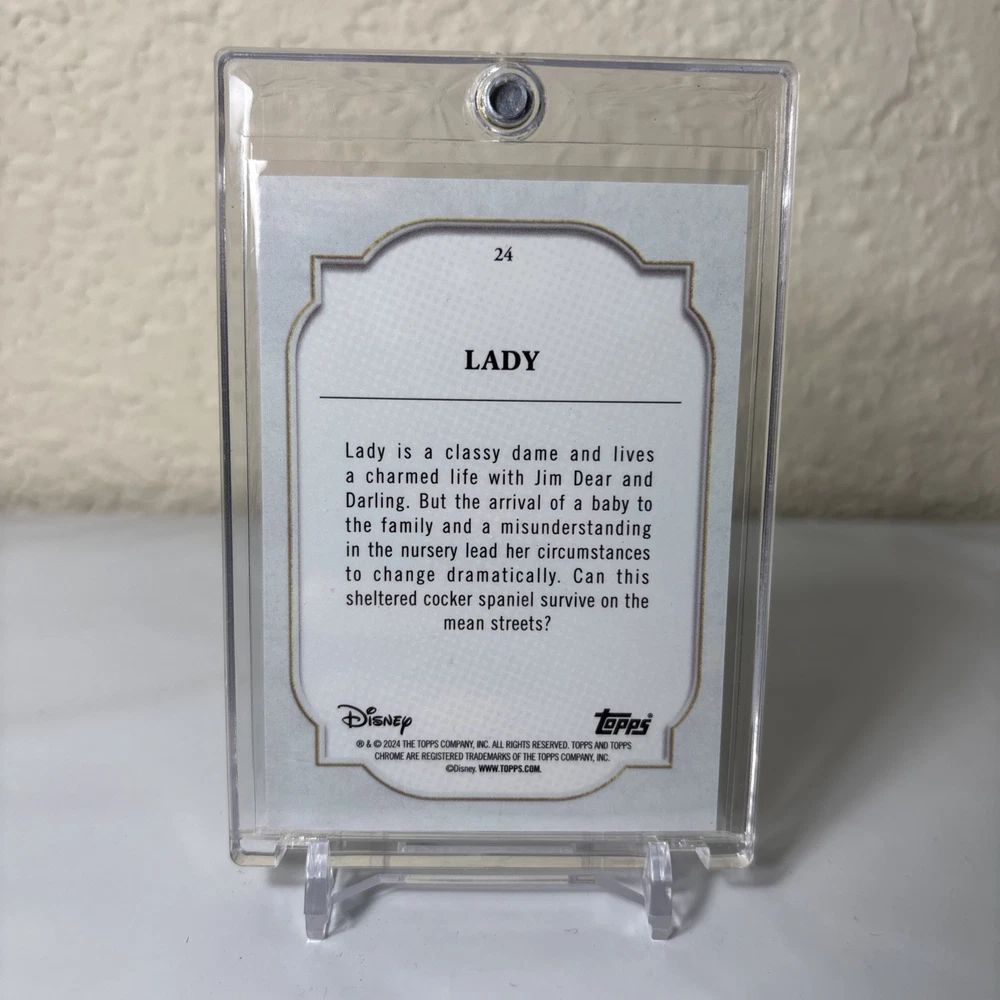 24
LADY
Lady is a classy dame and lives
a charmed life with Jim Dear and
Darling. But the arrival of a baby to
the family and a misunderstanding
in the nursery lead her circumstances
to change dramatically. Can this
sheltered cocker spaniel survive on the
mean streets?
Disney topps
® & © 2024 THE TOPPS COMPANY, INC. ALL RIGHTS RESERVED. TOPPS AND TOPPS
CHROME ARE REGISTERED TRADEMARKS OF THE TOPPS COMPANY, INC.
©Disney. WWW.TOPPS.COM.